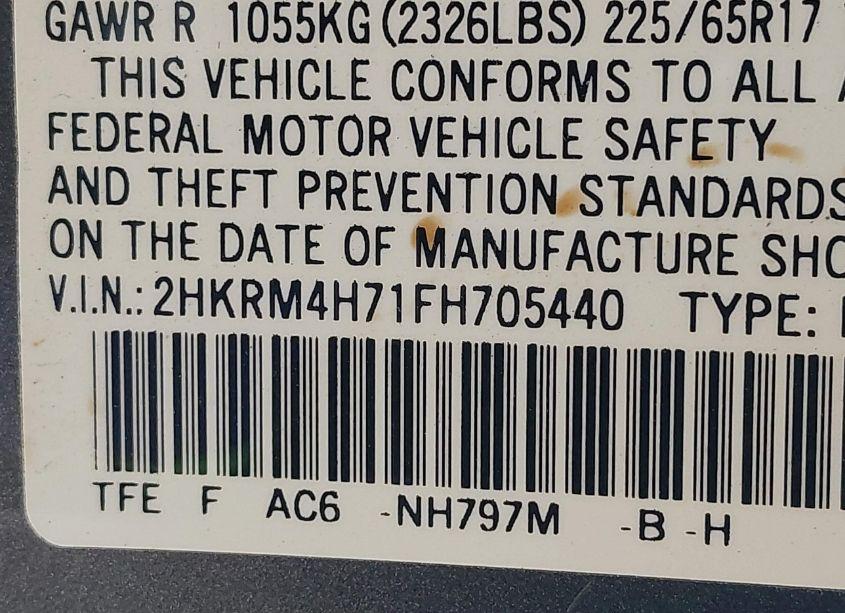 GAWR R 1055KG (2326LBS) 225/65R17
THIS VEHICLE CONFORMS TO ALL
FEDERAL MOTOR VEHICLE SAFETY
AND THEFT PREVENTION STANDARDS
ON THE DATE OF MANUFACTURE SHO
V.I.N.: 2HKRM4H71FH705440 TYPE:
TFE F AC6 -NH797M -B -H